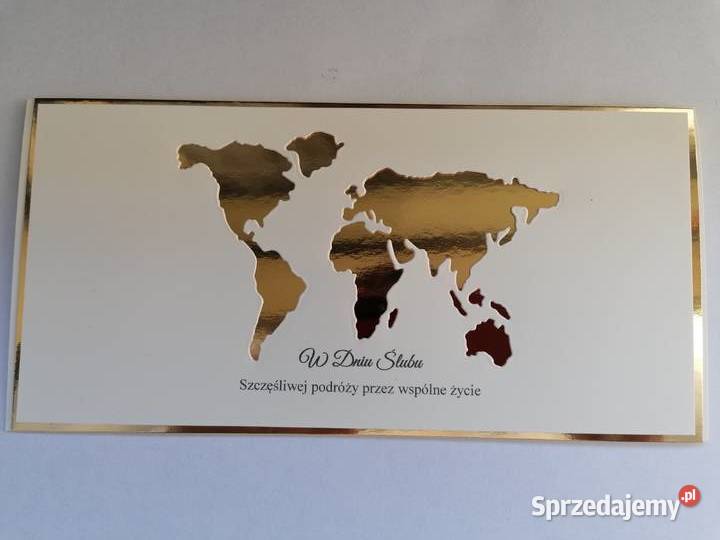 W Dniu Ślubu
Szczęśliwej podróży przez wspólne życie
Sprzedajemy.pl